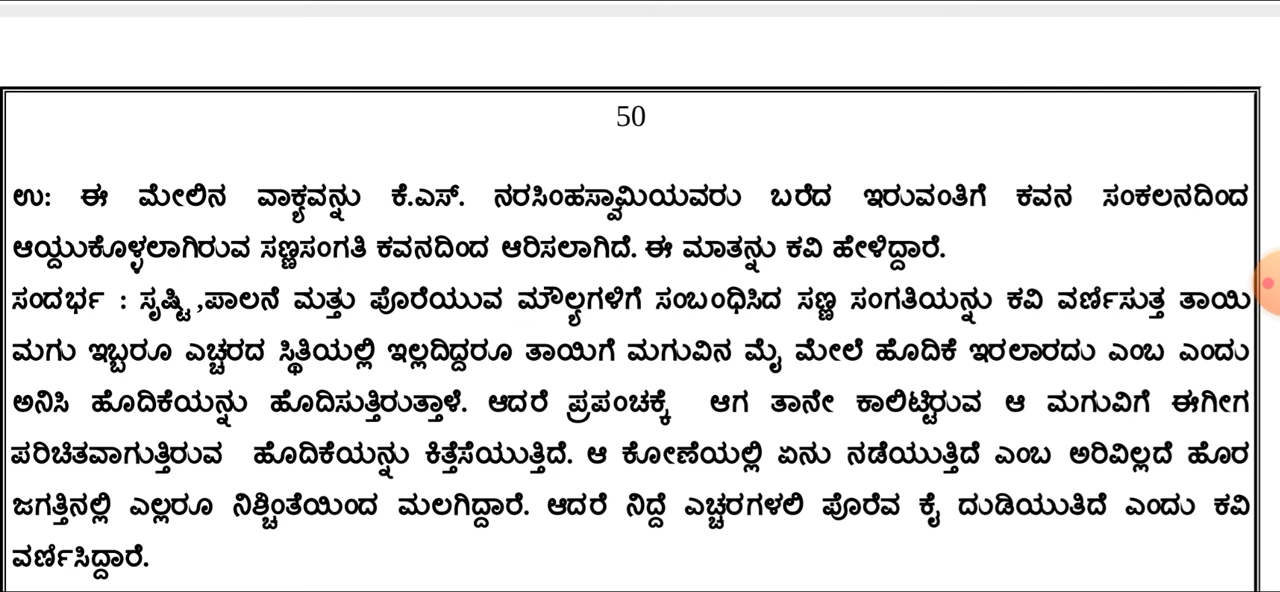 50
ಉ: ಈ ಮೇಲಿನ ವಾಕ್ಯವನ್ನು ಕೆ.ಎಸ್. ನರಸಿಂಹಸ್ವಾಮಿಯವರು ಬರೆದ ಇರುವಂತಿಗೆ ಕವನ ಸಂಕಲನದಿಂದ
ಆಯ್ದುಕೊಳ್ಳಲಾಗಿರುವ ಸಣ್ಣಸಂಗತಿ ಕವನದಿಂದ ಆರಿಸಲಾಗಿದೆ. ಈ ಮಾತನ್ನು ಕವಿ ಹೇಳಿದ್ದಾರೆ.
ಸಂದರ್ಭ : ಸೃಷ್ಟಿ ,ಪಾಲನೆ ಮತ್ತು ಪೊರೆಯುವ ಮೌಲ್ಯಗಳಿಗೆ ಸಂಬಂಧಿಸಿದ ಸಣ್ಣ ಸಂಗತಿಯನ್ನು ಕವಿ ವರ್ಣಿಸುತ್ತ ತಾಯಿ
ಮಗು ಇಬ್ಬರೂ ಎಚ್ಚರದ ಸ್ಥಿತಿಯಲ್ಲಿ ಇಲ್ಲದಿದ್ದರೂ ತಾಯಿಗೆ ಮಗುವಿನ ಮೈ ಮೇಲೆ ಹೊದಿಕೆ ಇರಲಾರದು ಎಂಬ ಎಂದು
ಅನಿಸಿ ಹೊದಿಕೆಯನ್ನು ಹೊದಿಸುತ್ತಿರುತ್ತಾಳೆ. ಆದರೆ ಪ್ರಪಂಚಕ್ಕೆ ಆಗ ತಾನೇ ಕಾಲಿಟ್ಟಿರುವ ಆ ಮಗುವಿಗೆ ಈಗೀಗ
ಪರಿಚಿತವಾಗುತ್ತಿರುವ ಹೊದಿಕೆಯನ್ನು ಕಿತ್ತೆಸೆಯುತ್ತಿದೆ. ಆ ಕೋಣೆಯಲ್ಲಿ ಏನು ನಡೆಯುತ್ತಿದೆ ಎಂಬ ಅರಿವಿಲ್ಲದೆ ಹೊರ
ಜಗತ್ತಿನಲ್ಲಿ ಎಲ್ಲರೂ ನಿಶ್ಚಿಂತೆಯಿಂದ ಮಲಗಿದ್ದಾರೆ. ಆದರೆ ನಿದ್ದೆ ಎಚ್ಚರಗಳಲಿ ಪೊರೆವ ಕೈ ದುಡಿಯುತಿದೆ ಎಂದು ಕವಿ
ವರ್ಣಿಸಿದ್ದಾರೆ.